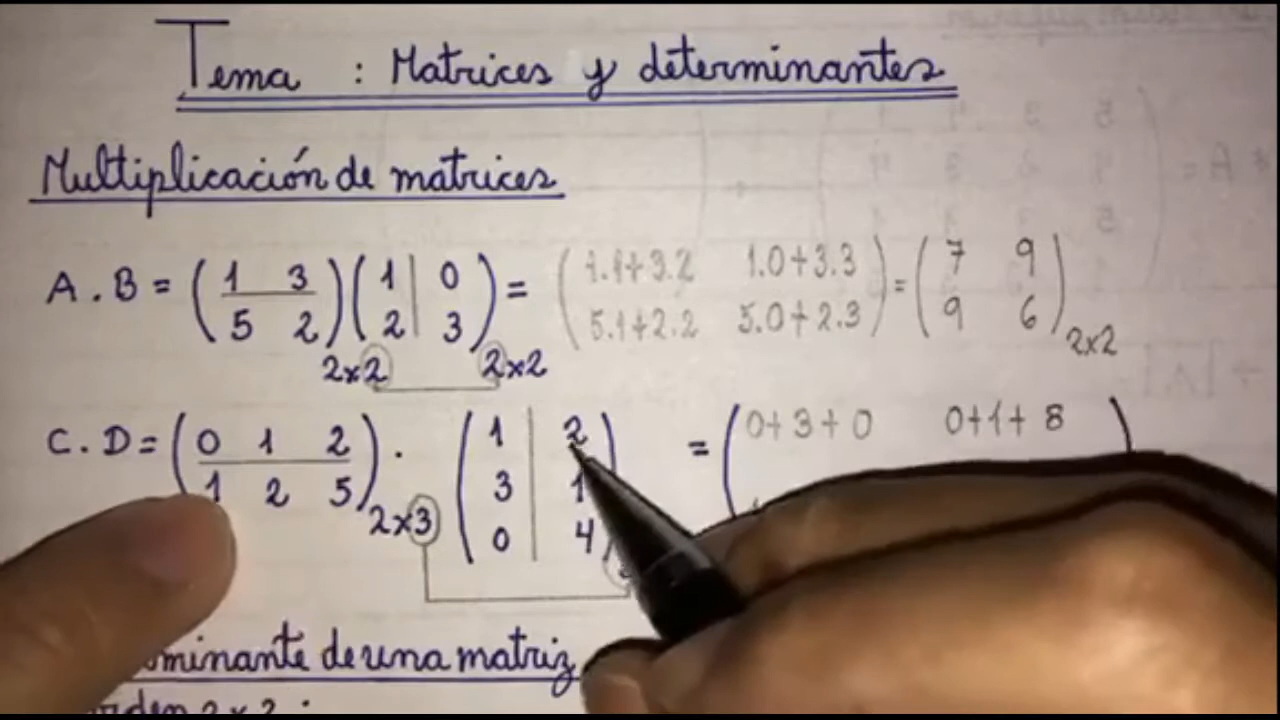 Tema : Matrices y determinantes
Multiplicación de matrices
A . B = (1 3 5 2) (1 | 0 2 | 3) = (1.1+3.2 1.0+3.3 5.1+2.2 5.0+2.3) = (7 9 9 6)
2x2 2x2 2x2
C . D = (0 1 2 1 2 5) . (1 | 2 3 | 1 0 | 4) = (0+3+0 0+1+8)
2x3
minante de una matriz
2x2 :